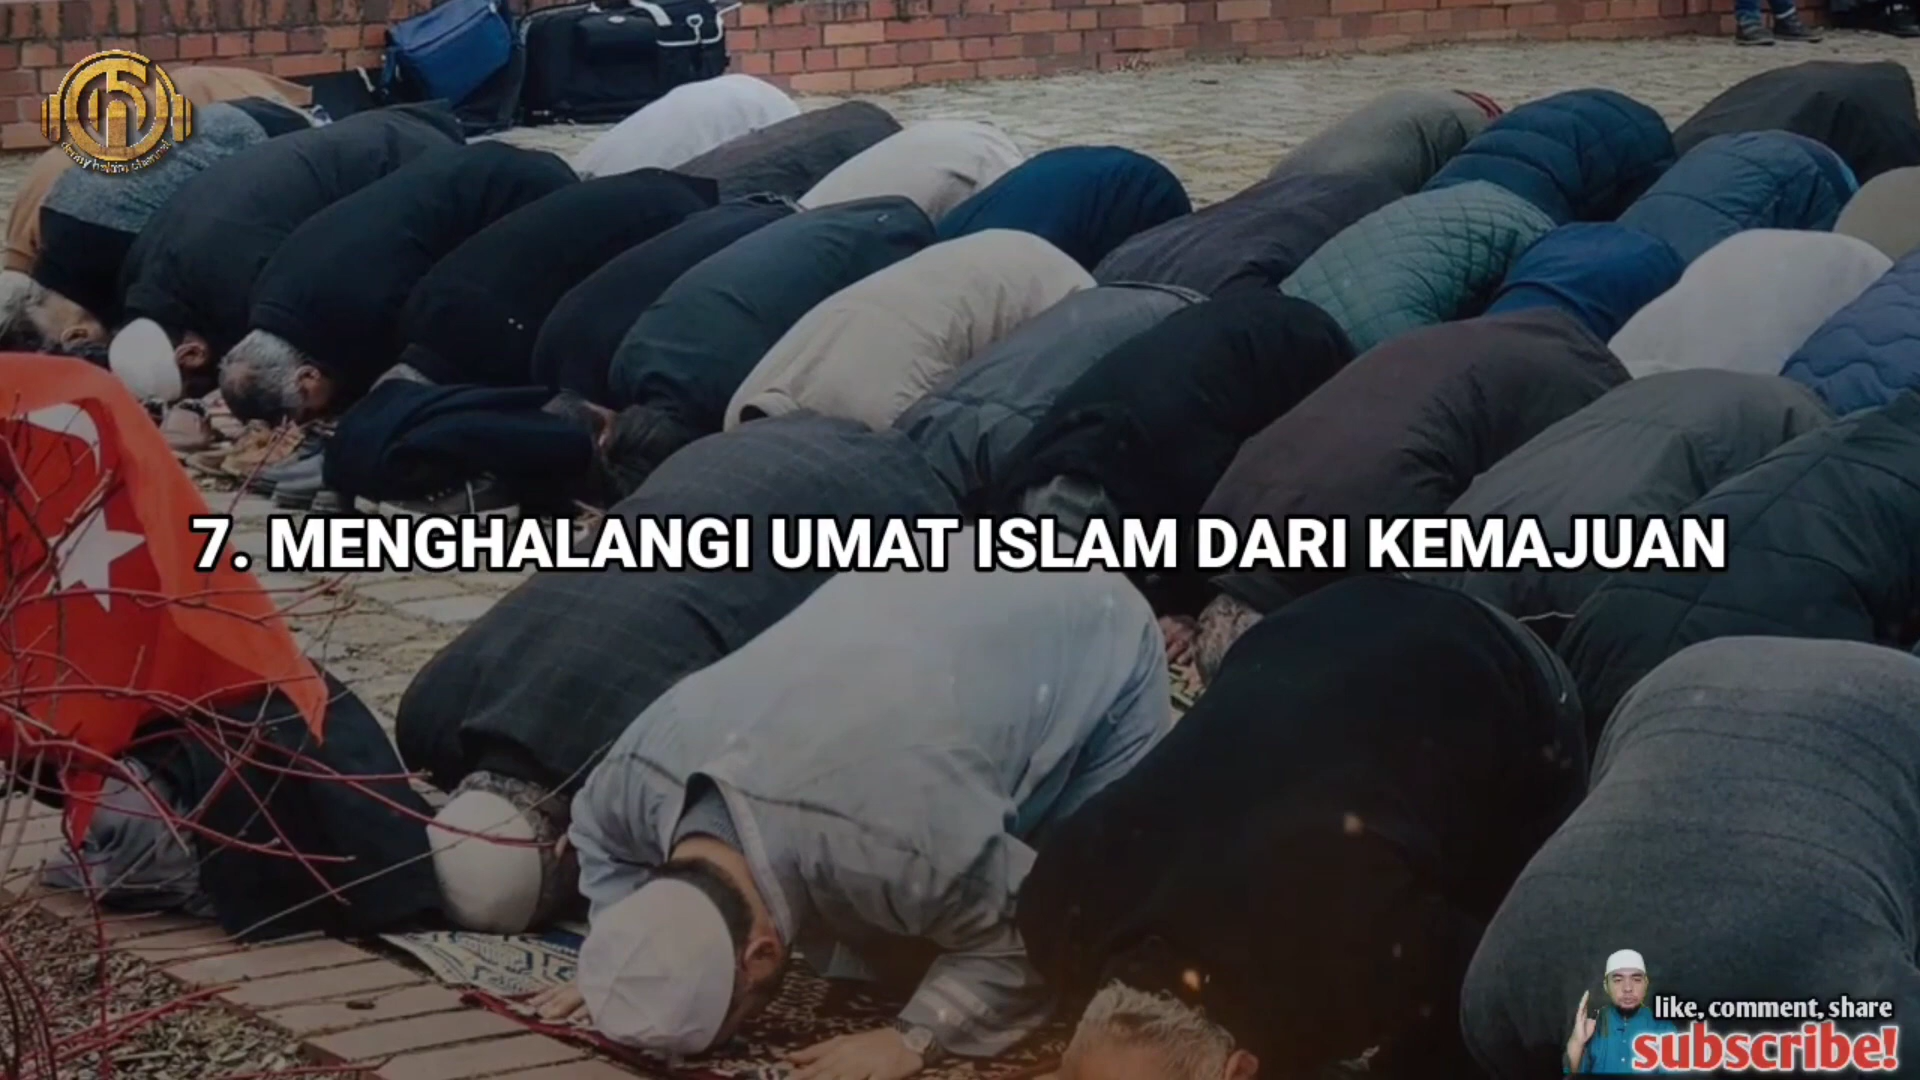 7. MENGHALANGI UMAT ISLAM DARI KEMAJUAN
like, comment, share
subscribe!